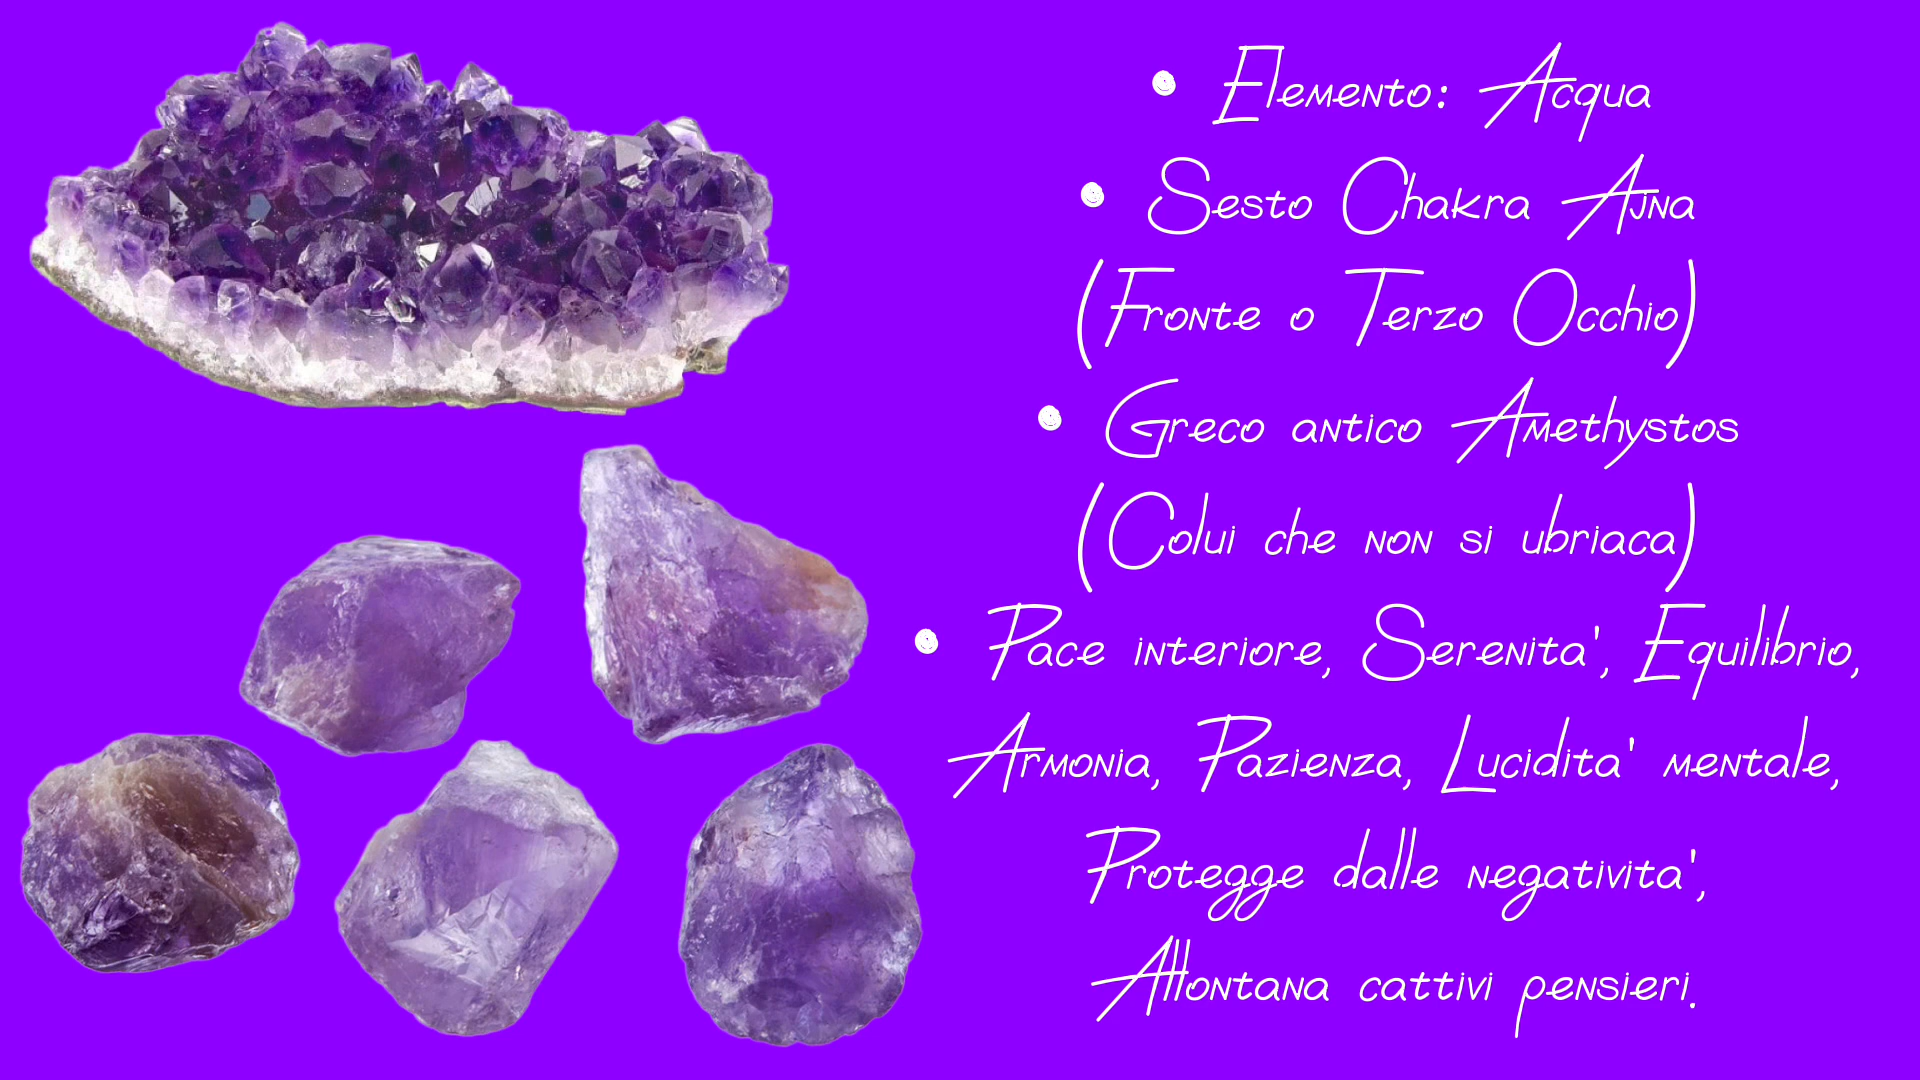 • Elemento: Acqua
• Sesto Chakra Ajna
(Fronte o Terzo Occhio)
• Greco antico Amethystos
(Colui che non si ubriaca)
• Pace interiore, Serenita', Equilibrio,
Armonia, Pazienza, Lucidita' mentale,
Protegge dalle negativita',
Allontana cattivi pensieri.